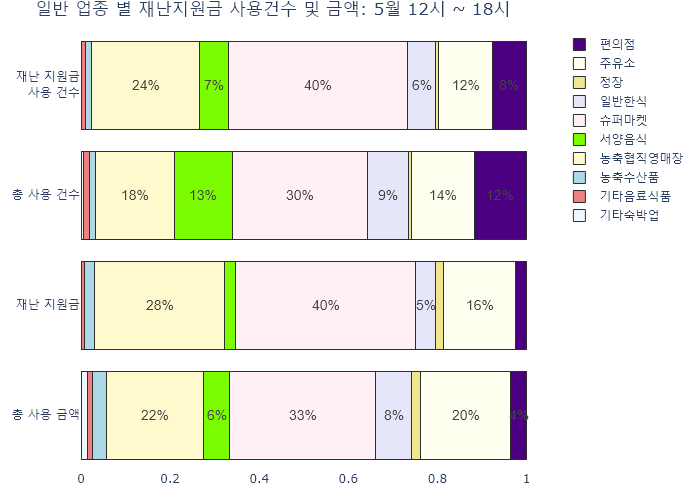 일반 업종 별 재난지원금 사용건수 및 금액: 5월 12시 ~ 18시
재난 지원금
사용 건수
24%
7%
40%
6%
12%
8%
총 사용 건수
18%
13%
30%
9%
14%
12%
재난 지원금
28%
40%
5%
16%
총 사용 금액
22%
6%
33%
8%
20%
4%
0
0.2
0.4
0.6
0.8
1
편의점
주유소
정장
일반한식
슈퍼마켓
서양음식
농축협직영매장
농축수산품
기타음료식품
기타숙박업